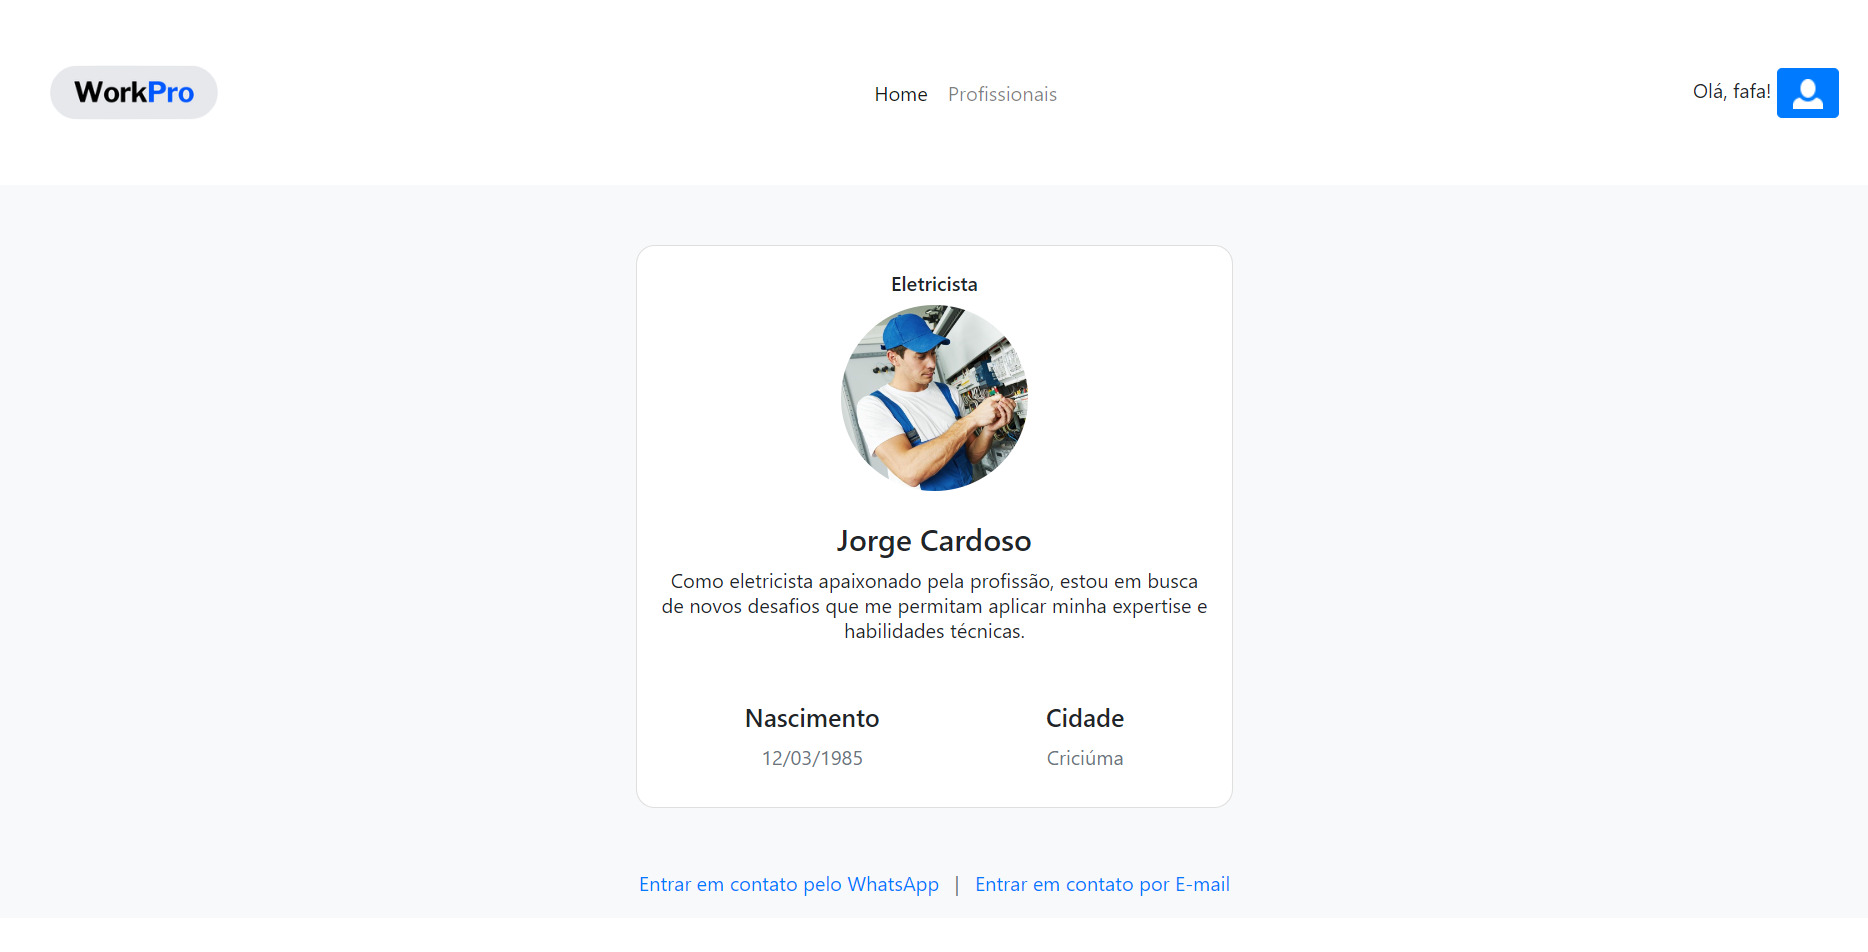 WorkPro
Home Profissionais
Olá, fafa!
Eletricista
Jorge Cardoso
Como eletricista apaixonado pela profissão, estou em busca
de novos desafios que me permitam aplicar minha expertise e
habilidades técnicas.
Nascimento Cidade
12/03/1985 Criciúma
Entrar em contato pelo WhatsApp | Entrar em contato por E-mail